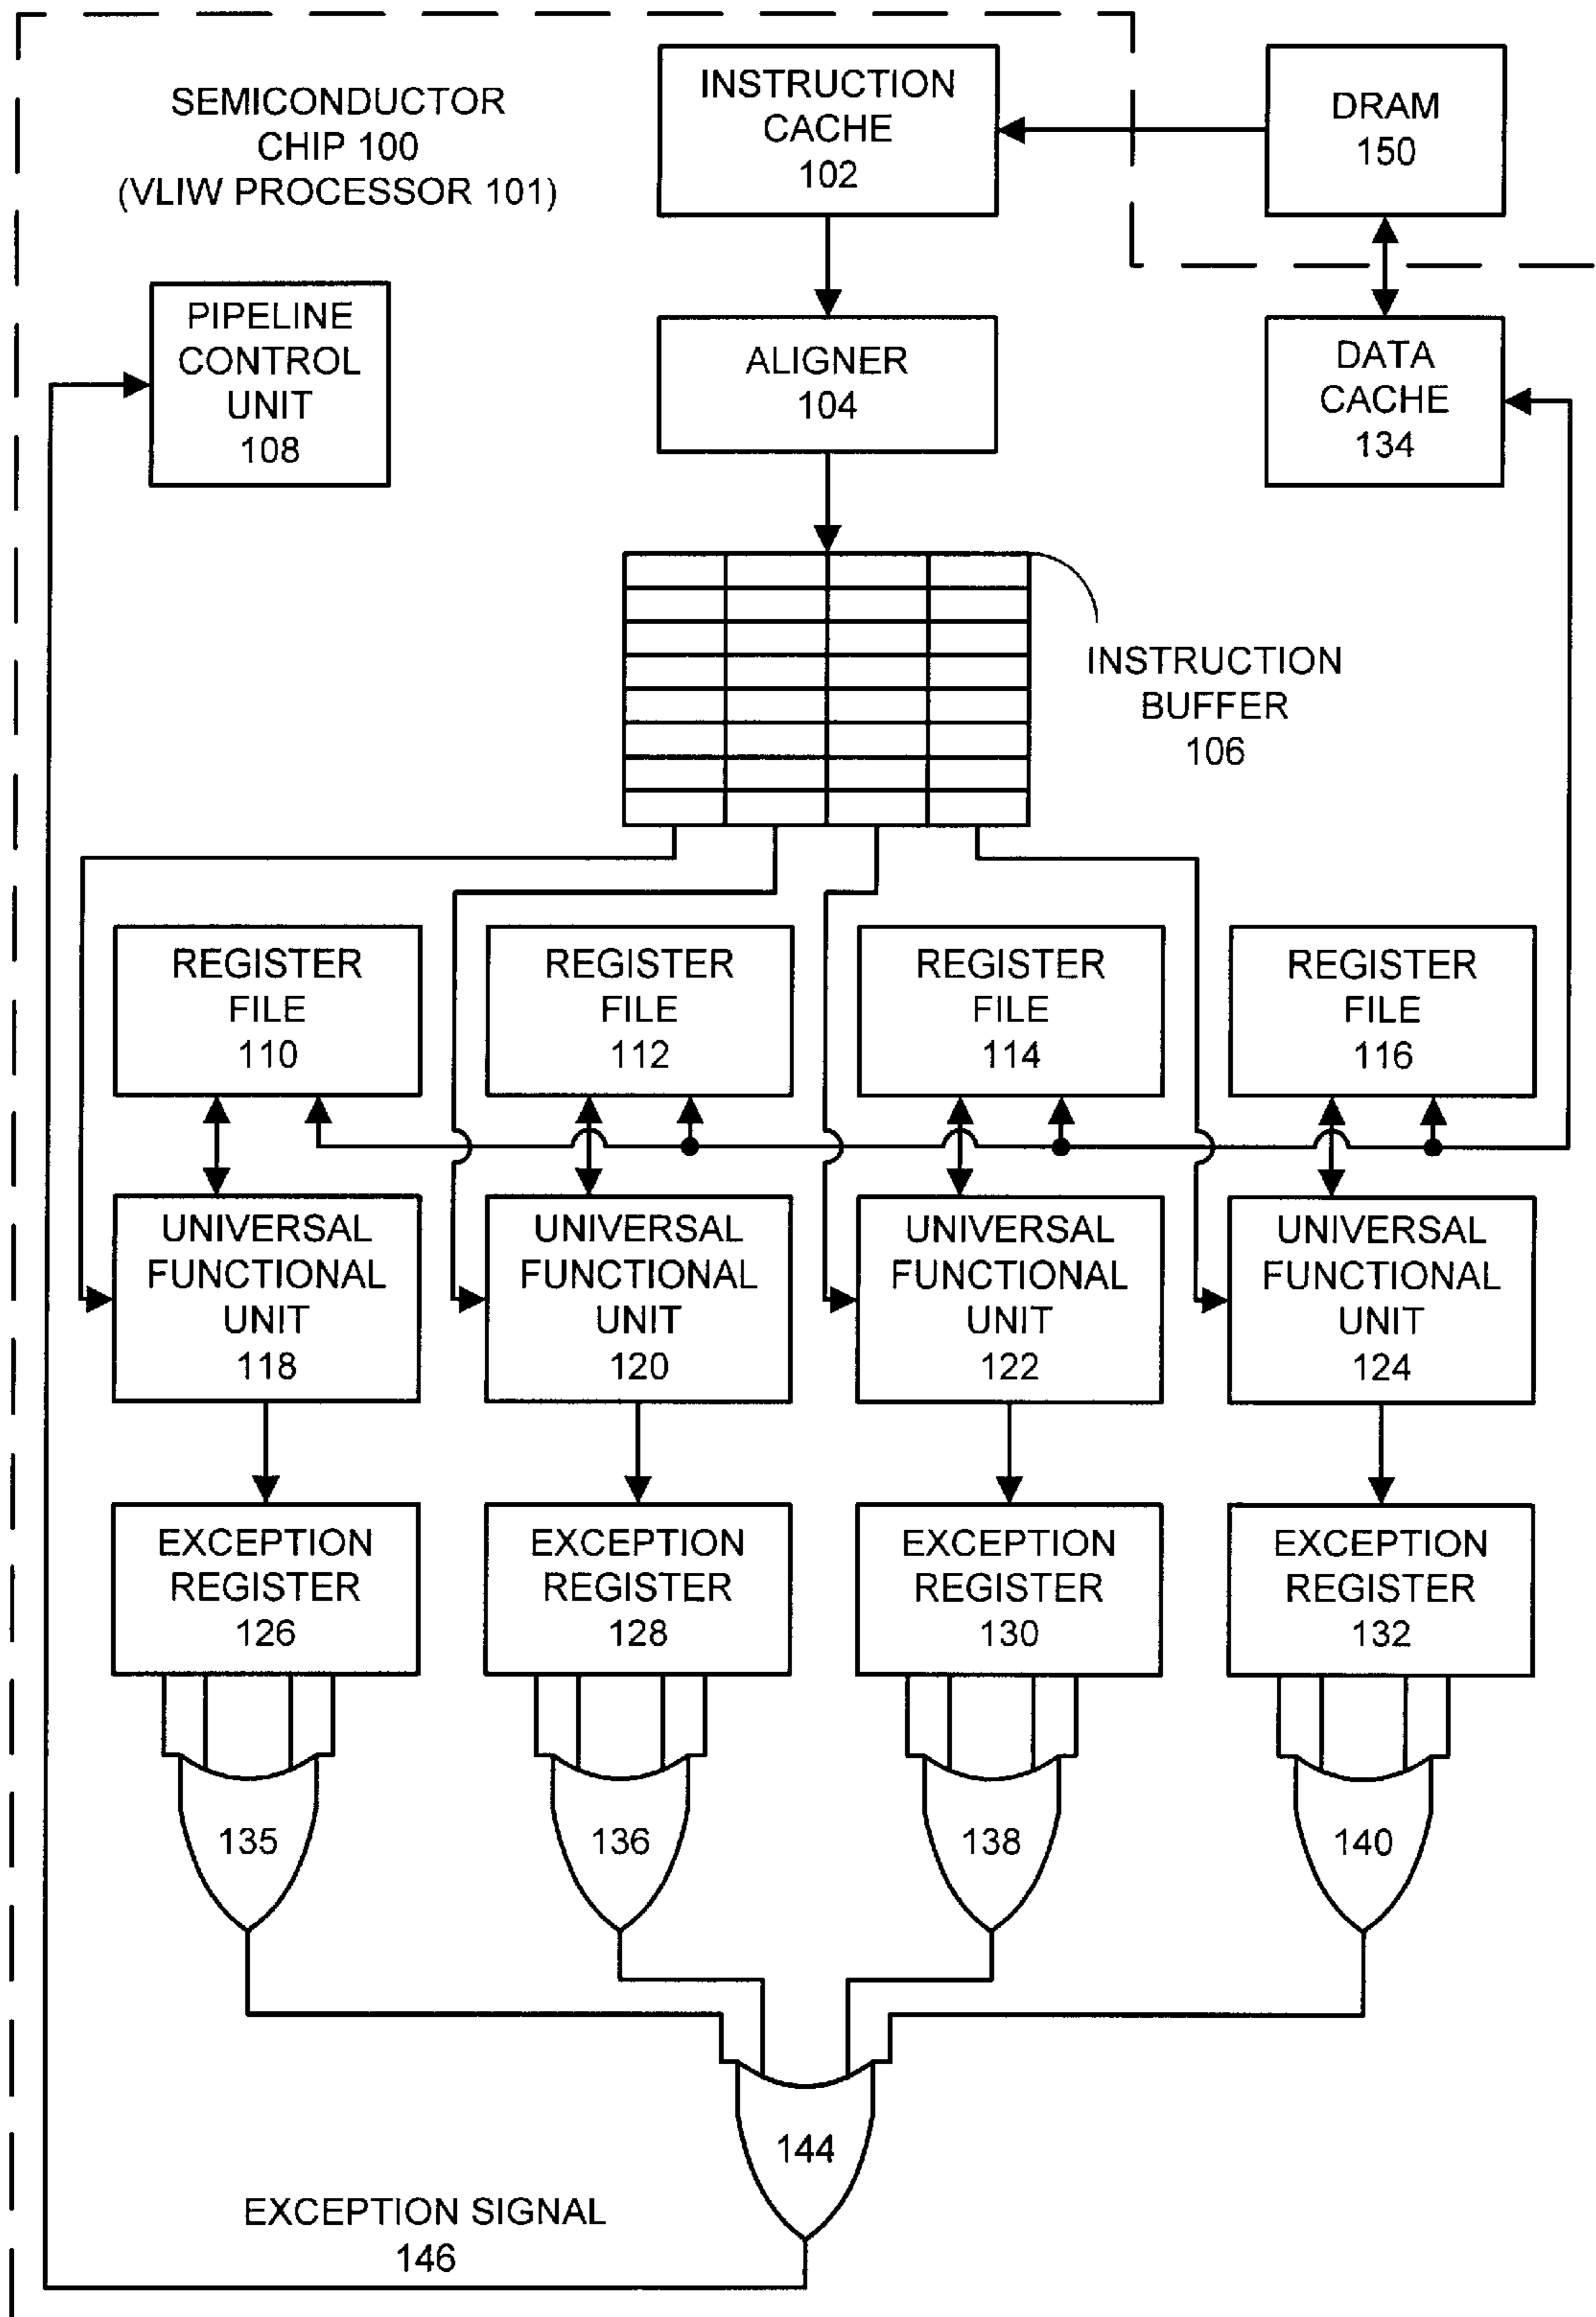 SEMICONDUCTOR
CHIP 100
(VLIW PROCESSOR 101)
INSTRUCTION
CACHE
102
DRAM
150
PIPELINE
CONTROL
UNIT
108
ALIGNER
104
DATA
CACHE
134
INSTRUCTION
BUFFER
106
REGISTER
FILE
110
REGISTER
FILE
112
REGISTER
FILE
114
REGISTER
FILE
116
UNIVERSAL
FUNCTIONAL
UNIT
118
UNIVERSAL
FUNCTIONAL
UNIT
120
UNIVERSAL
FUNCTIONAL
UNIT
122
UNIVERSAL
FUNCTIONAL
UNIT
124
EXCEPTION
REGISTER
126
EXCEPTION
REGISTER
128
EXCEPTION
REGISTER
130
EXCEPTION
REGISTER
132
135
136
138
140
144
EXCEPTION SIGNAL
146